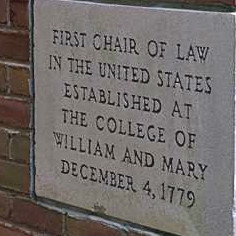 FIRST CHAIR OF LAW
IN THE UNITED STATES
ESTABLISHED AT
THE COLLEGE OF
WILLIAM AND MARY
DECEMBER 4, 1779